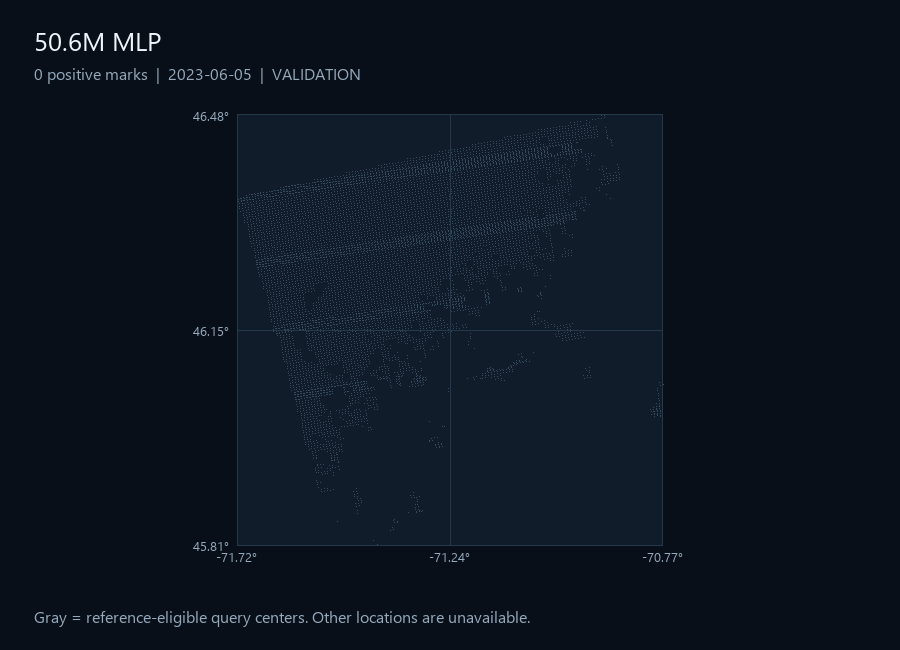 50.6M MLP
0 positive marks | 2023-06-05 | VALIDATION
46.48°
46.15°
45.81°
-71.72°
-71.24°
-70.77°
Gray = reference-eligible query centers. Other locations are unavailable.